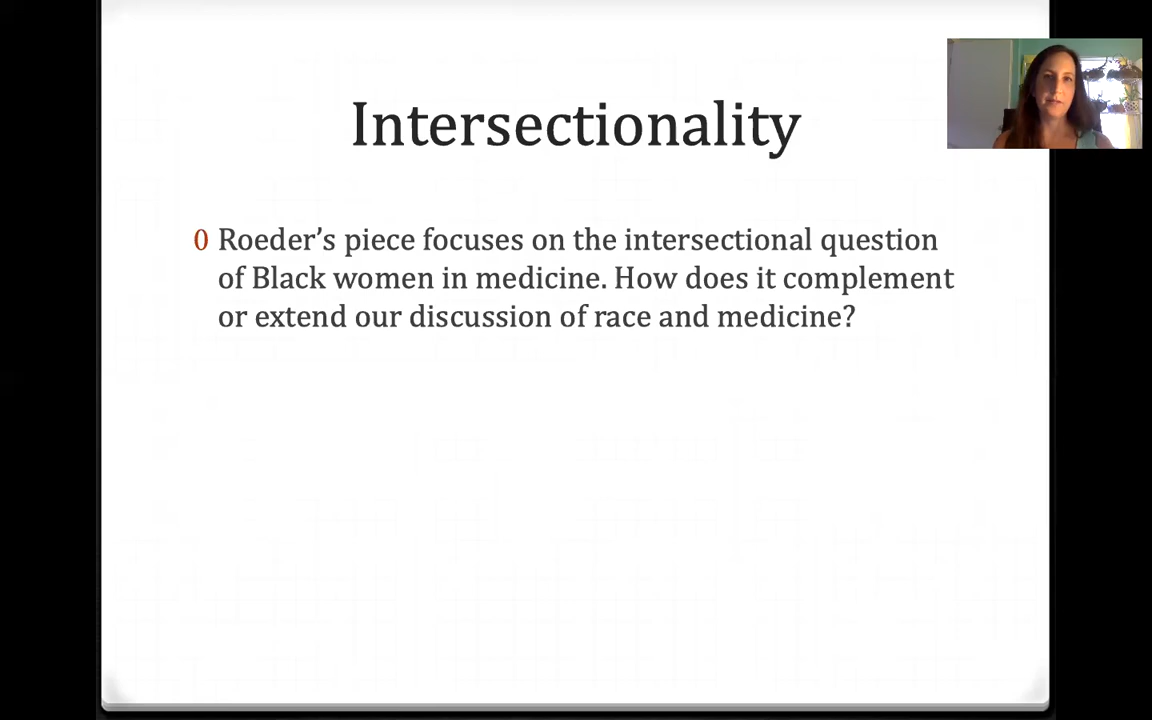 Intersectionality
0 Roeder’s piece focuses on the intersectional question
of Black women in medicine. How does it complement
or extend our discussion of race and medicine?